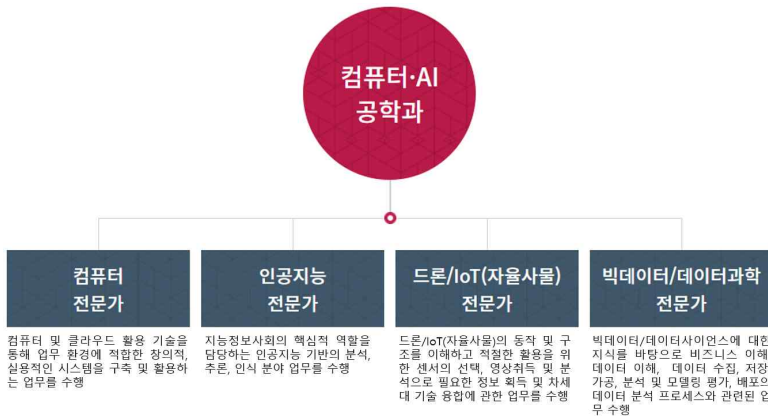 컴퓨터·AI
공학과
컴퓨터
전문가
컴퓨터 및 클라우드 활용 기술을
통해 업무 환경에 적합한 창의적,
실용적인 시스템을 구축 및 활용하
는 업무를 수행
인공지능
전문가
지능정보사회의 핵심적 역할을
담당하는 인공지능 기반의 분석,
추론, 인식 분야 업무를 수행
드론/IoT(자율사물)
전문가
드론/IoT(자율사물)의 동작 및 구
조를 이해하고 적절한 활용을 위
한 센서의 선택, 영상취득 및 분
석으로 필요한 정보 획득 및 차세
대 기술 융합에 관한 업무를 수행
빅데이터/데이터과학
전문가
빅데이터/데이터사이언스에 대한
지식를 바탕으로 비즈니스 이해
데이터 이해, 데이터 수집, 저장
가공, 분석 및 모델링 평가, 배포의
데이터 분석 프로세스와 관련된 업
무 수행